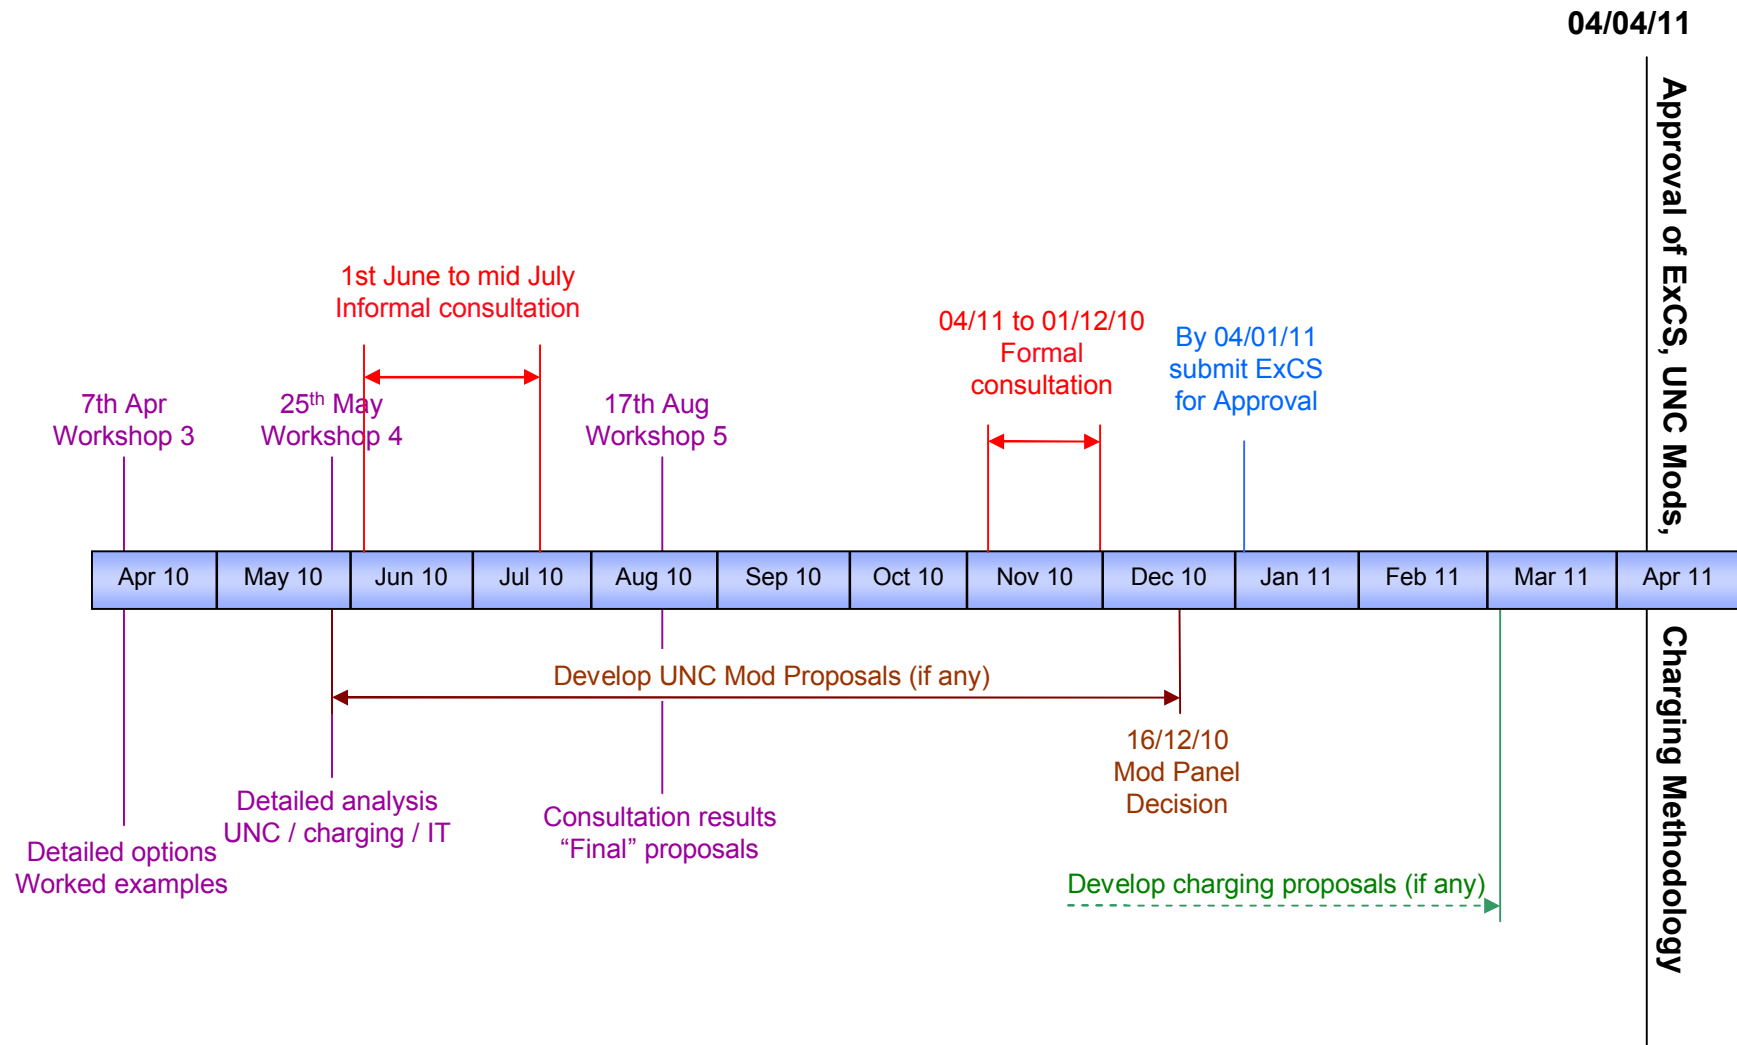 04/04/11
Approval of ExCS, UNC Mods,
Charging Methodology
1st June to mid July
Informal consultation
04/11 to 01/12/10
Formal
consultation
By 04/01/11
submit ExCS
for Approval
7th Apr
Workshop 3
25th May
Workshop 4
17th Aug
Workshop 5
Apr 10
May 10
Jun 10
Jul 10
Aug 10
Sep 10
Oct 10
Nov 10
Dec 10
Jan 11
Feb 11
Mar 11
Apr 11
Develop UNC Mod Proposals (if any)
16/12/10
Mod Panel
Decision
Detailed analysis
UNC / charging / IT
Consultation results
“Final” proposals
Detailed options
Worked examples
Develop charging proposals (if any)